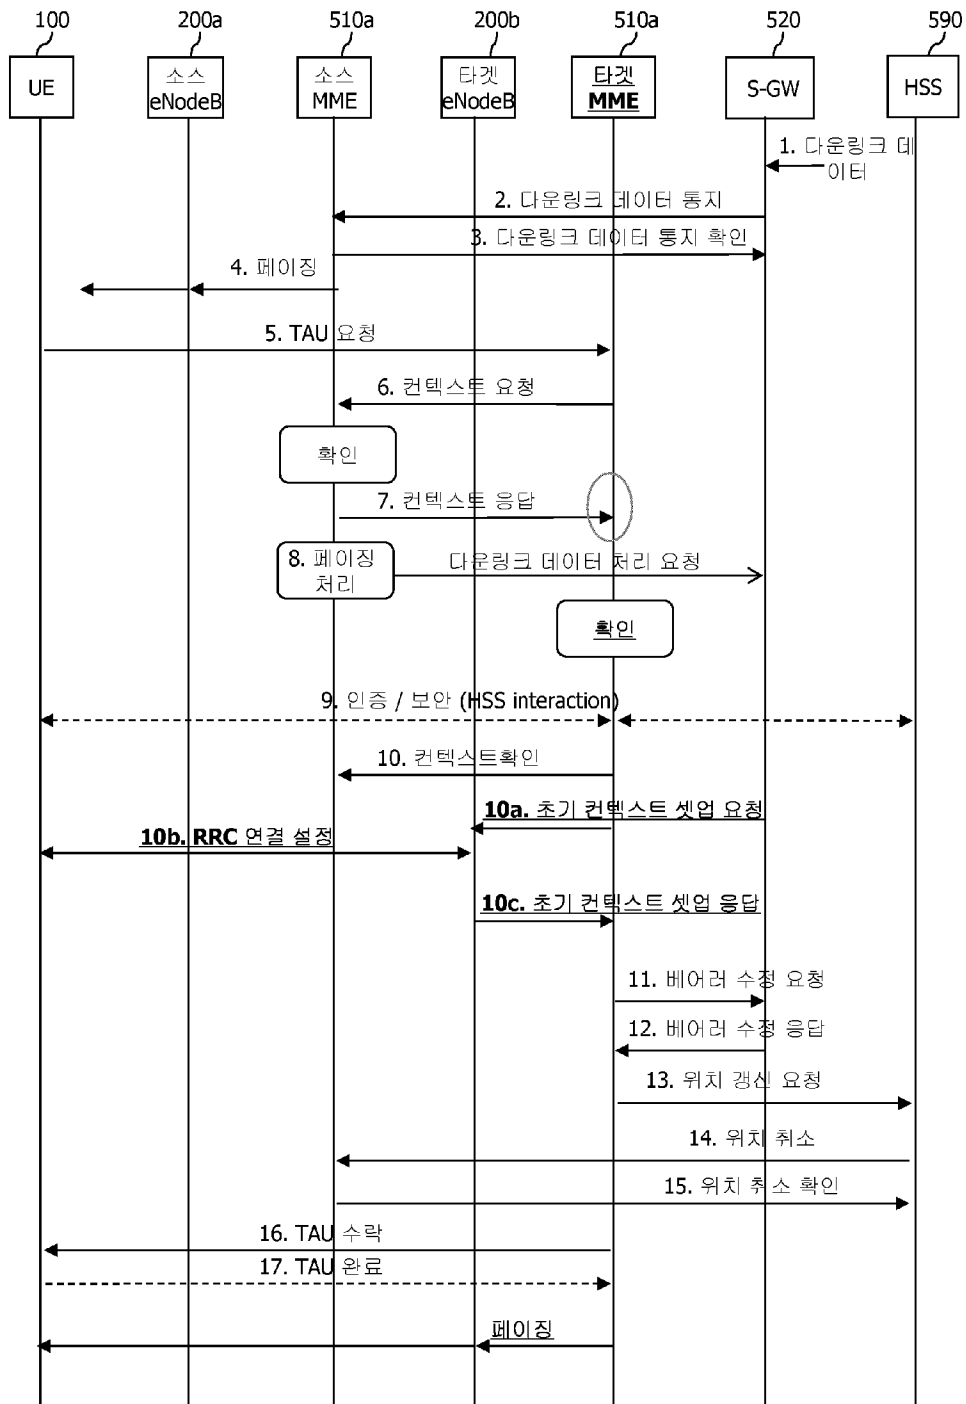 100
200a
510a
200b
510a
520
590
UE
소스
eNodeB
소스
MME
타겟
eNodeB
타겟
MME
S-GW
HSS
1. 다운링크 데
이터
2. 다운링크 데이터 통지
3. 다운링크 데이터 통지 확인
4. 페이징
5. TAU 요청
6. 컨텍스트 요청
확인
7. 컨텍스트 응답
8. 페이징
처리
다운링크 데이터 처리 요청
확인
9. 인증 / 보안 (HSS interaction)
10. 컨텍스트확인
10a. 초기 컨텍스트 셋업 요청
10b. RRC 연결 설정
10c. 초기 컨텍스트 셋업 응답
11. 베어러 수정 요청
12. 베어러 수정 응답
13. 위치 갱신 요청
14. 위치 취소
15. 위치 취소 확인
16. TAU 수락
17. TAU 완료
페이징